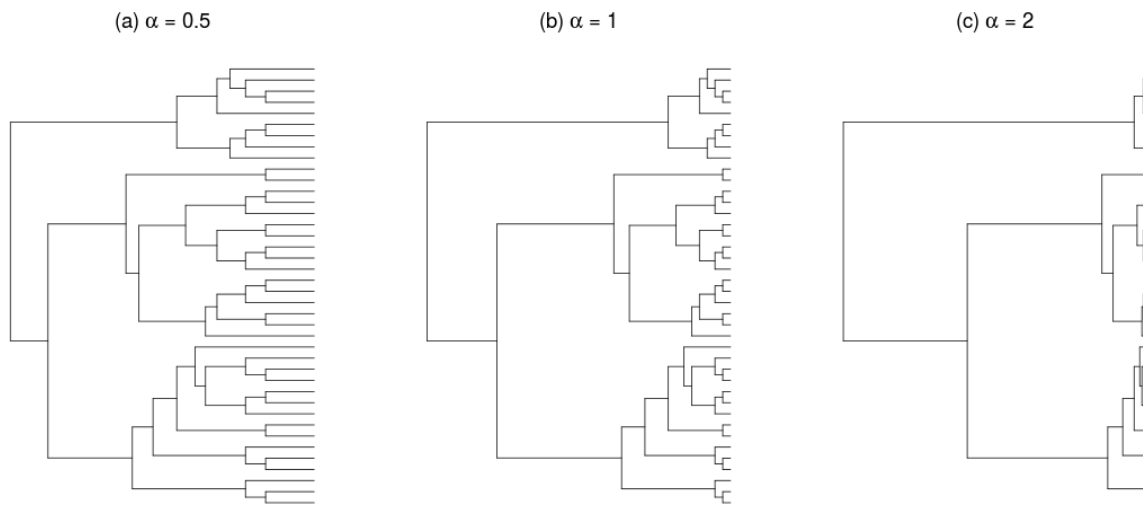 (a) α = 0.5
(b) α = 1
(c) α = 2